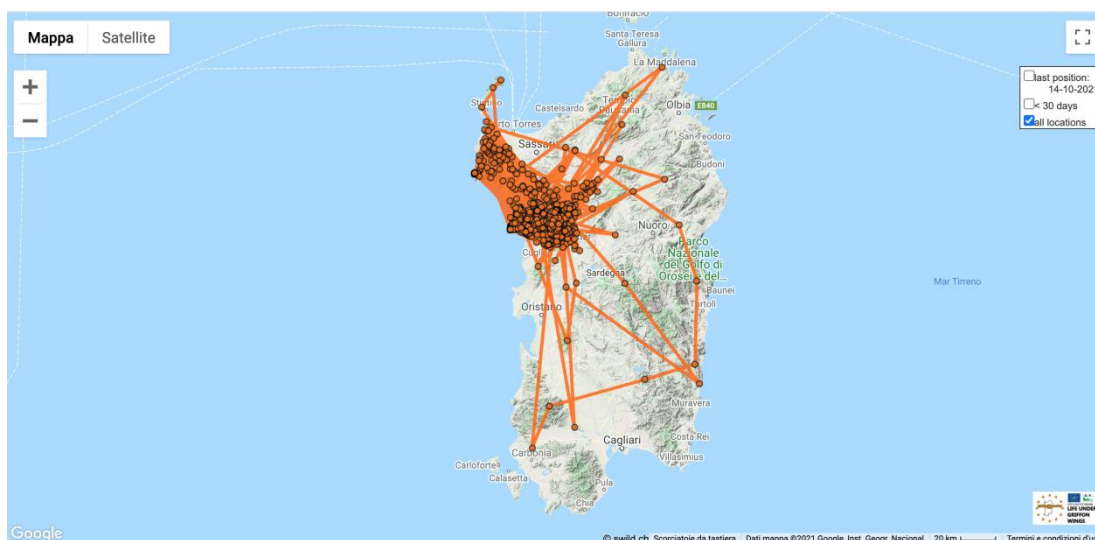 Mappa
Satellite
+
−
Bonifacio
Santa Teresa
Gallura
La Maddalena
last position:
14-10-202
< 30 days
all locations
Stintino
Castelsardo
Tempio
Pausania
Olbia
E840
Porto Torres
Sassari
San Teodoro
Budoni
Nuoro
Parco
Nazionale
del Golfo di
Orosei e del...
Cugli
Sardegna
Baunei
Tortolì
Mar Tirreno
Oristano
Muravera
Cagliari
Costa Rei
Villasimius
Carbonia
Carloforte
Calasetta
Pula
Chia
LIFE UNDER
GRIFFON
WINGS
Google
© swild.ch
Scorciatoie da tastiera
Dati mappa ©2021 Google, Inst. Geogr. Nacional
20 km
Termini e condizioni d'u